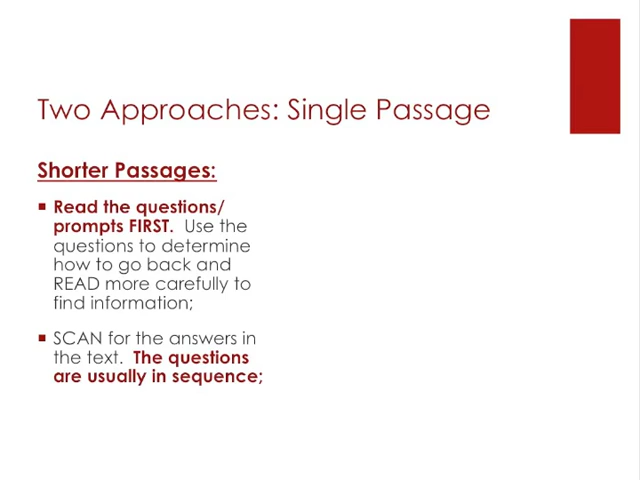 Two Approaches: Single Passage
Shorter Passages:
Read the questions/
prompts FIRST. Use the
questions to determine
how to go back and
READ more carefully to
find information;
SCAN for the answers in
the text. The questions
are usually in sequence;